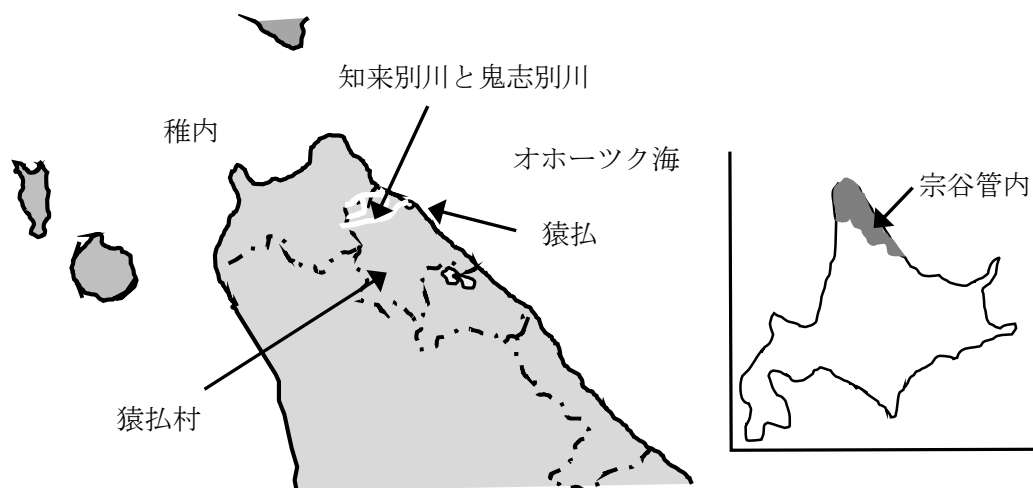 知来別川と鬼志別川
稚内
オホーツク海
宗谷管内
猿払
猿払村